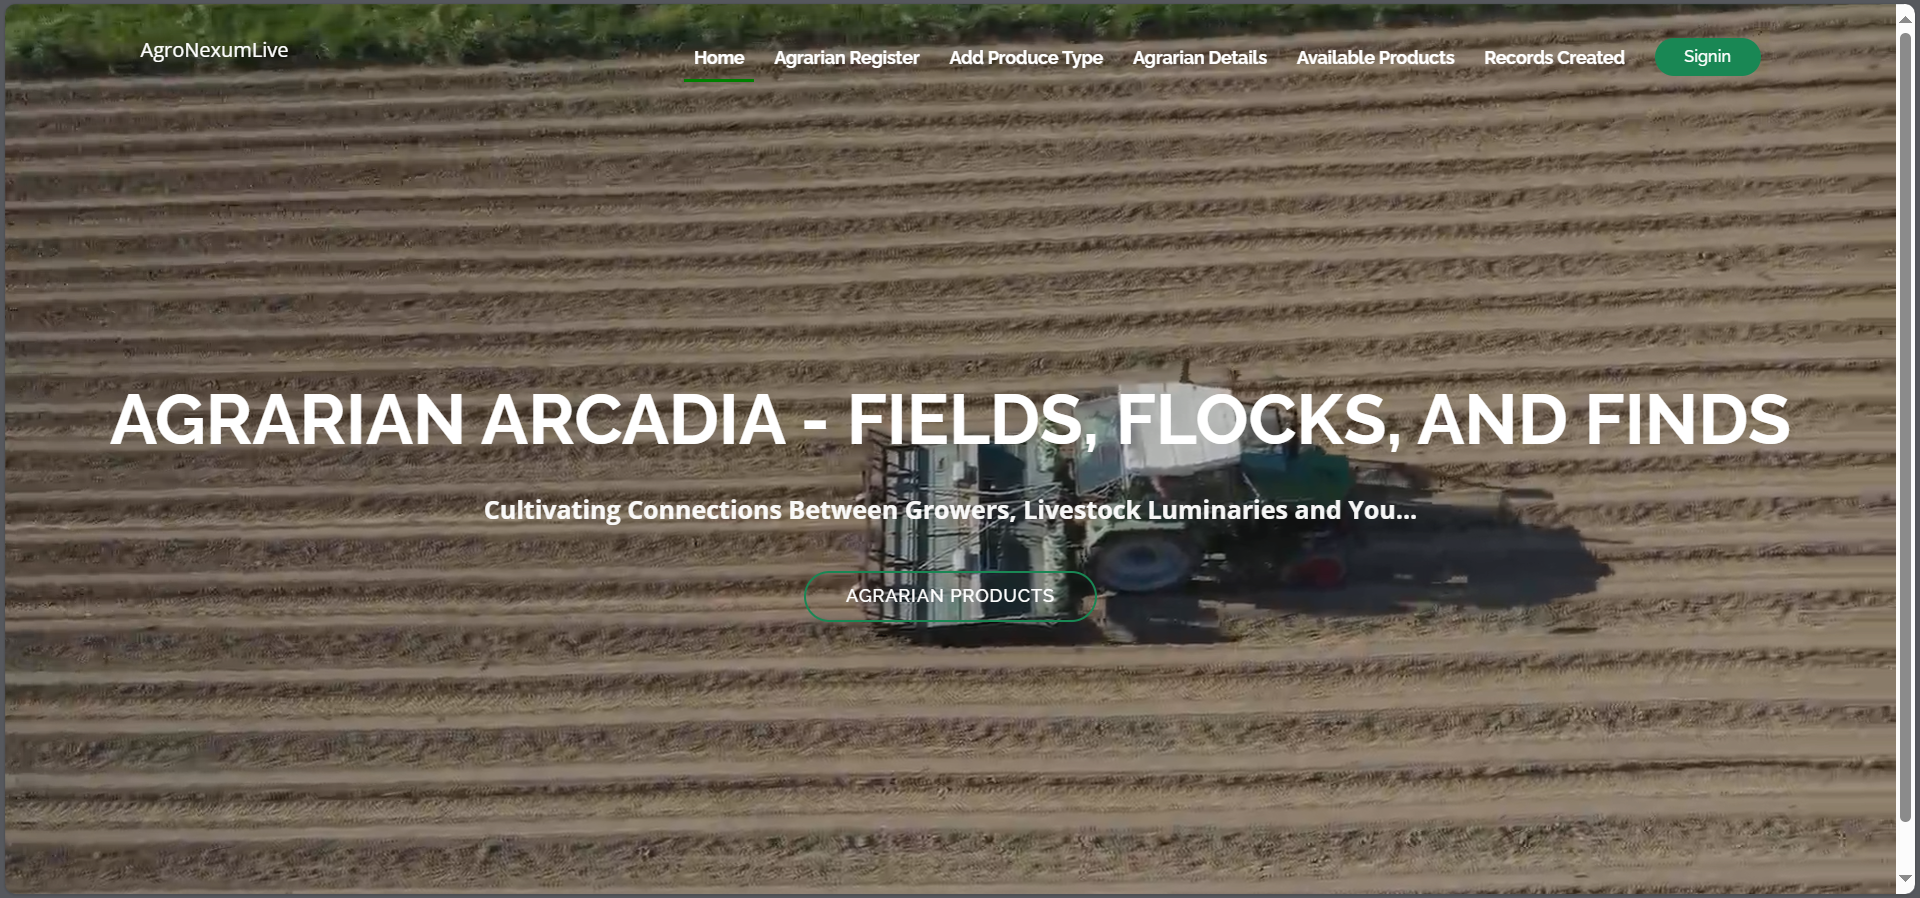 AgroNexumLive
Home Agrarian Register Add Produce Type Agrarian Details Available Products Records Created Signin
AGRARIAN ARCADIA - FIELDS, FLOCKS, AND FINDS
Cultivating Connections Between Growers, Livestock Luminaries and You...
AGRARIAN PRODUCTS